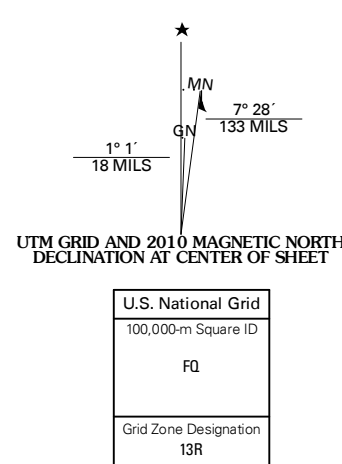 MN
GN
7° 28´
133 MILS
1° 1´
18 MILS
UTM GRID AND 2010 MAGNETIC NORTH
DECLINATION AT CENTER OF SHEET
U.S. National Grid
100,000-m Square ID
FQ
Grid Zone Designation
13R